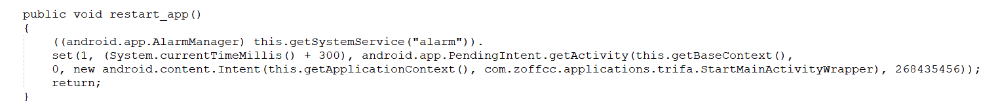 public void restart_app()
{
((android.app.AlarmManager) this.getSystemService("alarm")).
set(1, (System.currentTimeMillis() + 300), android.app.PendingIntent.getActivity(this.getBaseContext(),
0, new android.content.Intent(this.getApplicationContext(), com.zoffcc.applications.trifa.StartMainActivityWrapper), 268435456));
return;
}